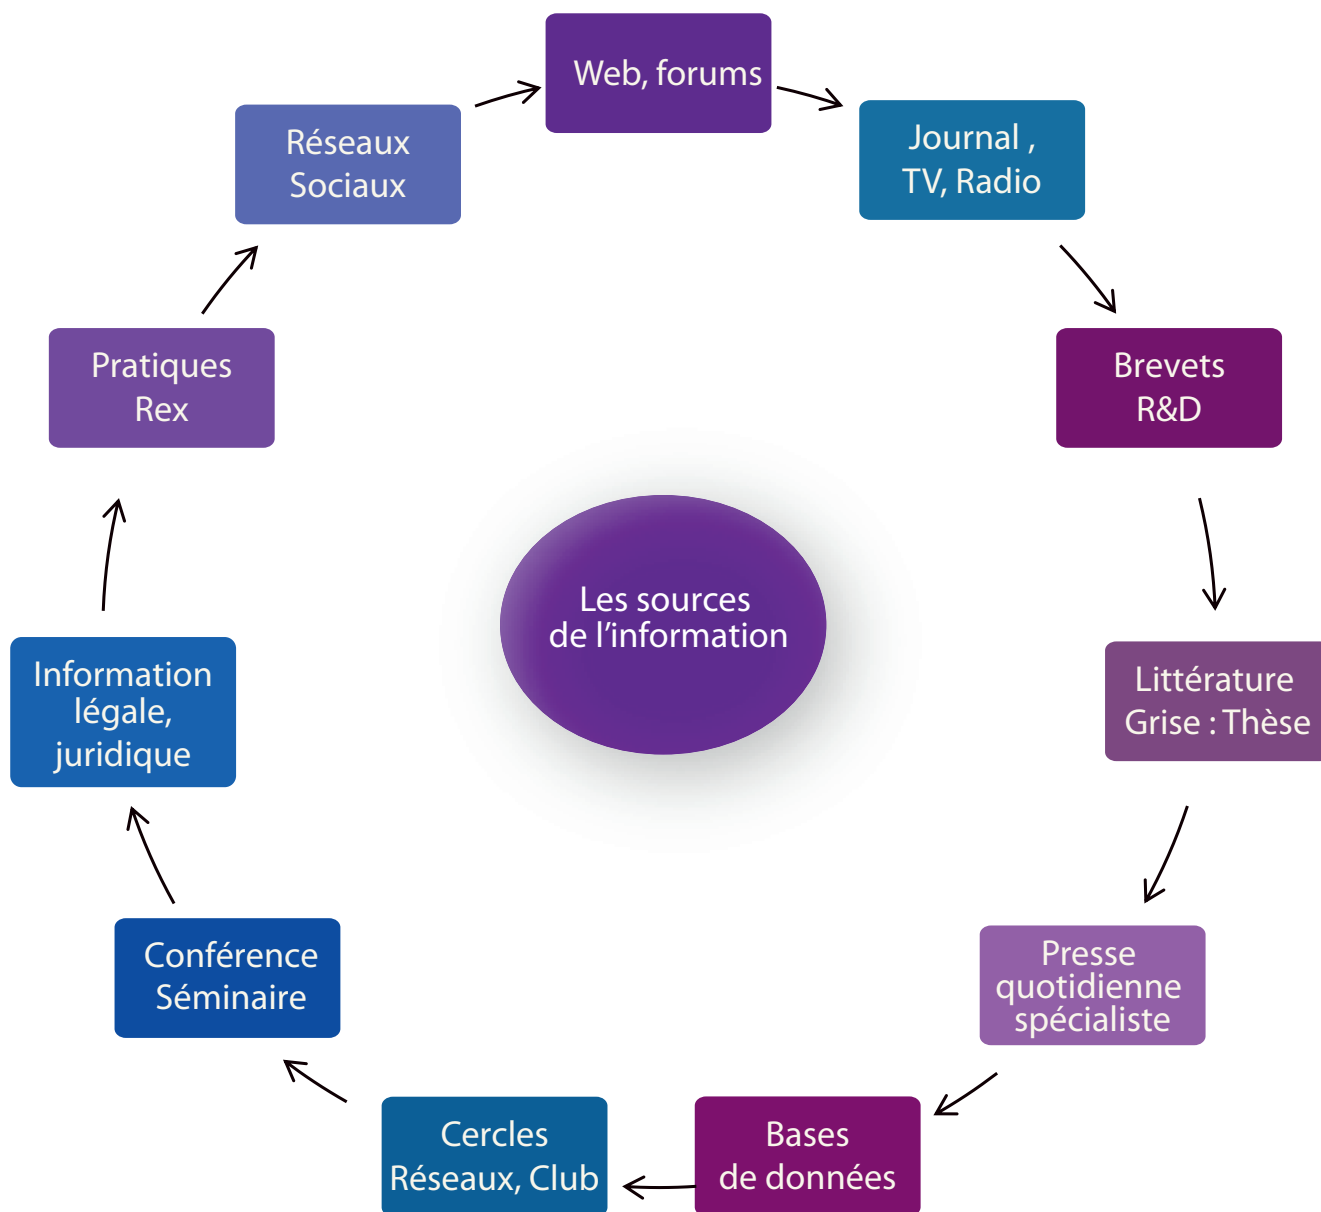 Web, forums
Journal ,
TV, Radio
Brevets
R&D
Littérature
Grise : Thèse
Presse
quotidienne
spécialiste
Bases
de données
Cercles
Réseaux, Club
Conférence
Séminaire
Information
légale,
juridique
Pratiques
Rex
Réseaux
Sociaux
Les sources
de l’information